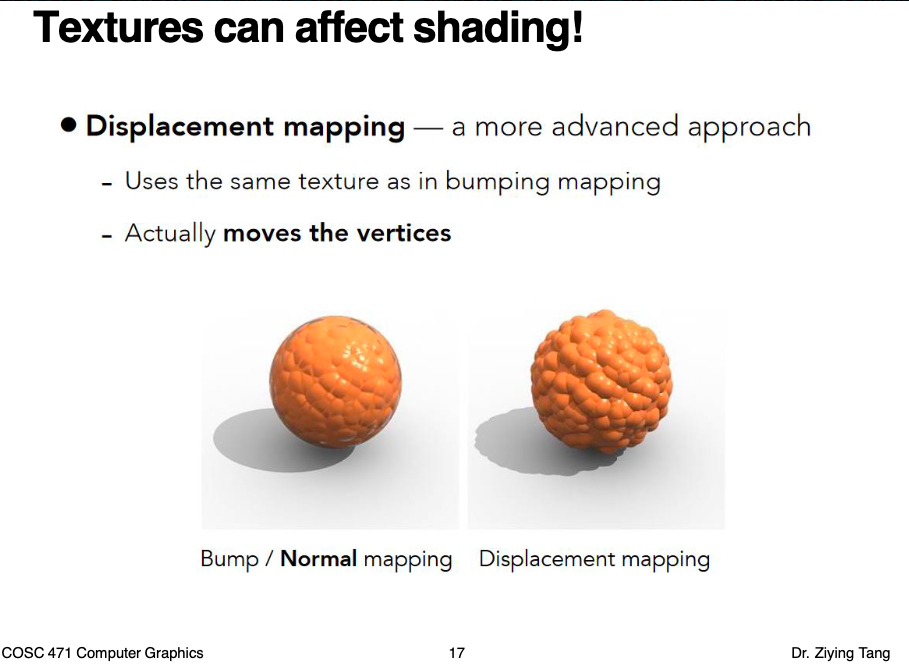 Textures can affect shading!
● Displacement mapping — a more advanced approach
- Uses the same texture as in bumping mapping
- Actually moves the vertices
Bump / Normal mapping Displacement mapping
COSC 471 Computer Graphics 17 Dr. Ziying Tang